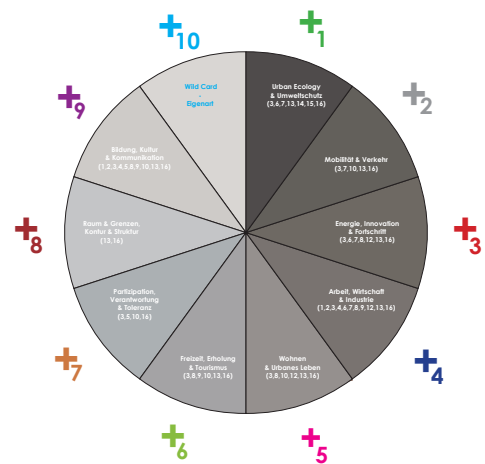 +10
+1
Wild Card
-
Eigenart
Urban Ecology
& Umweltschutz
(3,6,7,13,14,15,16)
+9
+2
Bildung, Kultur
& Kommunikation
(1,2,3,4,5,8,9,10,13,16)
Mobilität & Verkehr
(3,7,10,13,16)
+8
+3
Raum & Grenzen,
Kontur & Struktur
(13,16)
Energie, Innovation
& Fortschritt
(3,6,7,8,12,13,16)
Partizipation,
Verantwortung
& Toleranz
(3,5,10,16)
Arbeit, Wirtschaft
& Industrie
(1,2,3,4,6,7,8,9,12,13,16)
+7
+4
Freizeit, Erholung
& Tourismus
(3,8,9,10,13,16)
Wohnen
& Urbanes Leben
(3,8,10,12,13,16)
+6
+5